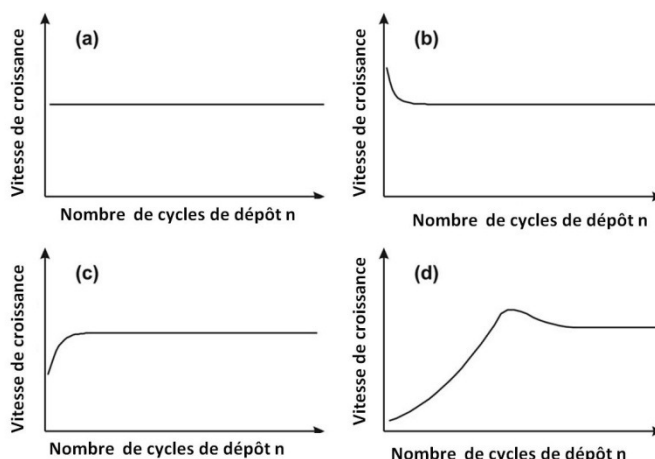 (a)
Vitesse de croissance
Nombre de cycles de dépôt n
(b)
Vitesse de croissance
Nombre de cycles de dépôt n
(c)
Vitesse de croissance
Nombre de cycles de dépôt n
(d)
Vitesse de croissance
Nombre de cycles de dépôt n